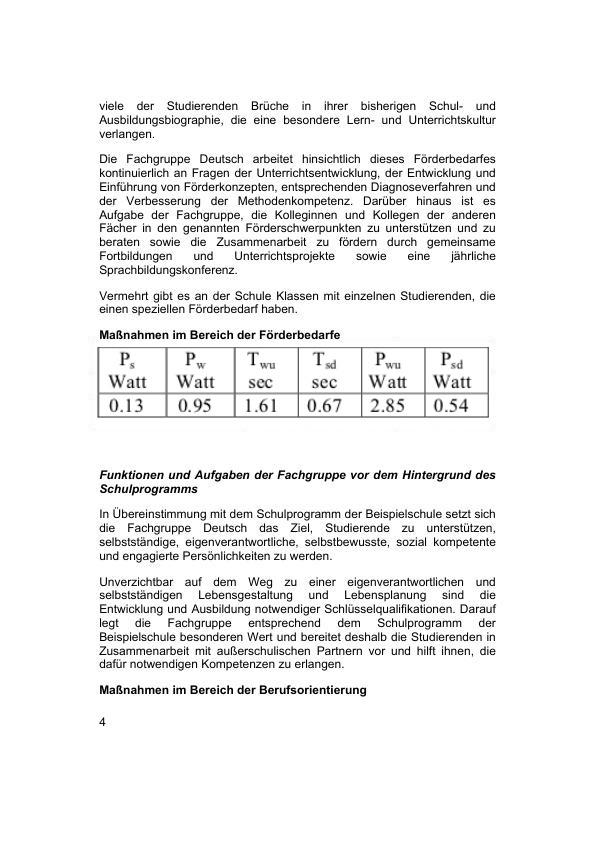 viele der Studierenden Brüche in ihrer bisherigen Schul- und
Ausbildungsbiographie, die eine besondere Lern- und Unterrichtskultur
verlangen.
Die Fachgruppe Deutsch arbeitet hinsichtlich dieses Förderbedarfes
kontinuierlich an Fragen der Unterrichtsentwicklung, der Entwicklung und
Einführung von Förderkonzepten, entsprechenden Diagnoseverfahren und
der Verbesserung der Methodenkompetenz. Darüber hinaus ist es
Aufgabe der Fachgruppe, die Kolleginnen und Kollegen der anderen
Fächer in den genannten Förderschwerpunkten zu unterstützen und zu
beraten sowie die Zusammenarbeit zu fördern durch gemeinsame
Fortbildungen und Unterrichtsprojekte sowie eine jährliche
Sprachbildungskonferenz.
Vermehrt gibt es an der Schule Klassen mit einzelnen Studierenden, die
einen speziellen Förderbedarf haben.
Maßnahmen im Bereich der Förderbedarfe
Ps Pw Twu Tsd Pwu Psd
Watt Watt sec sec Watt Watt
0.13 0.95 1.61 0.67 2.85 0.54
Funktionen und Aufgaben der Fachgruppe vor dem Hintergrund des
Schulprogramms
In Übereinstimmung mit dem Schulprogramm der Beispielschule setzt sich
die Fachgruppe Deutsch das Ziel, Studierende zu unterstützen,
selbstständige, eigenverantwortliche, selbstbewusste, sozial kompetente
und engagierte Persönlichkeiten zu werden.
Unverzichtbar auf dem Weg zu einer eigenverantwortlichen und
selbstständigen Lebensgestaltung und Lebensplanung sind die
Entwicklung und Ausbildung notwendiger Schlüsselqualifikationen. Darauf
legt die Fachgruppe entsprechend dem Schulprogramm der
Beispielschule besonderen Wert und bereitet deshalb die Studierenden in
Zusammenarbeit mit außerschulischen Partnern vor und hilft ihnen, die
dafür notwendigen Kompetenzen zu erlangen.
Maßnahmen im Bereich der Berufsorientierung
4